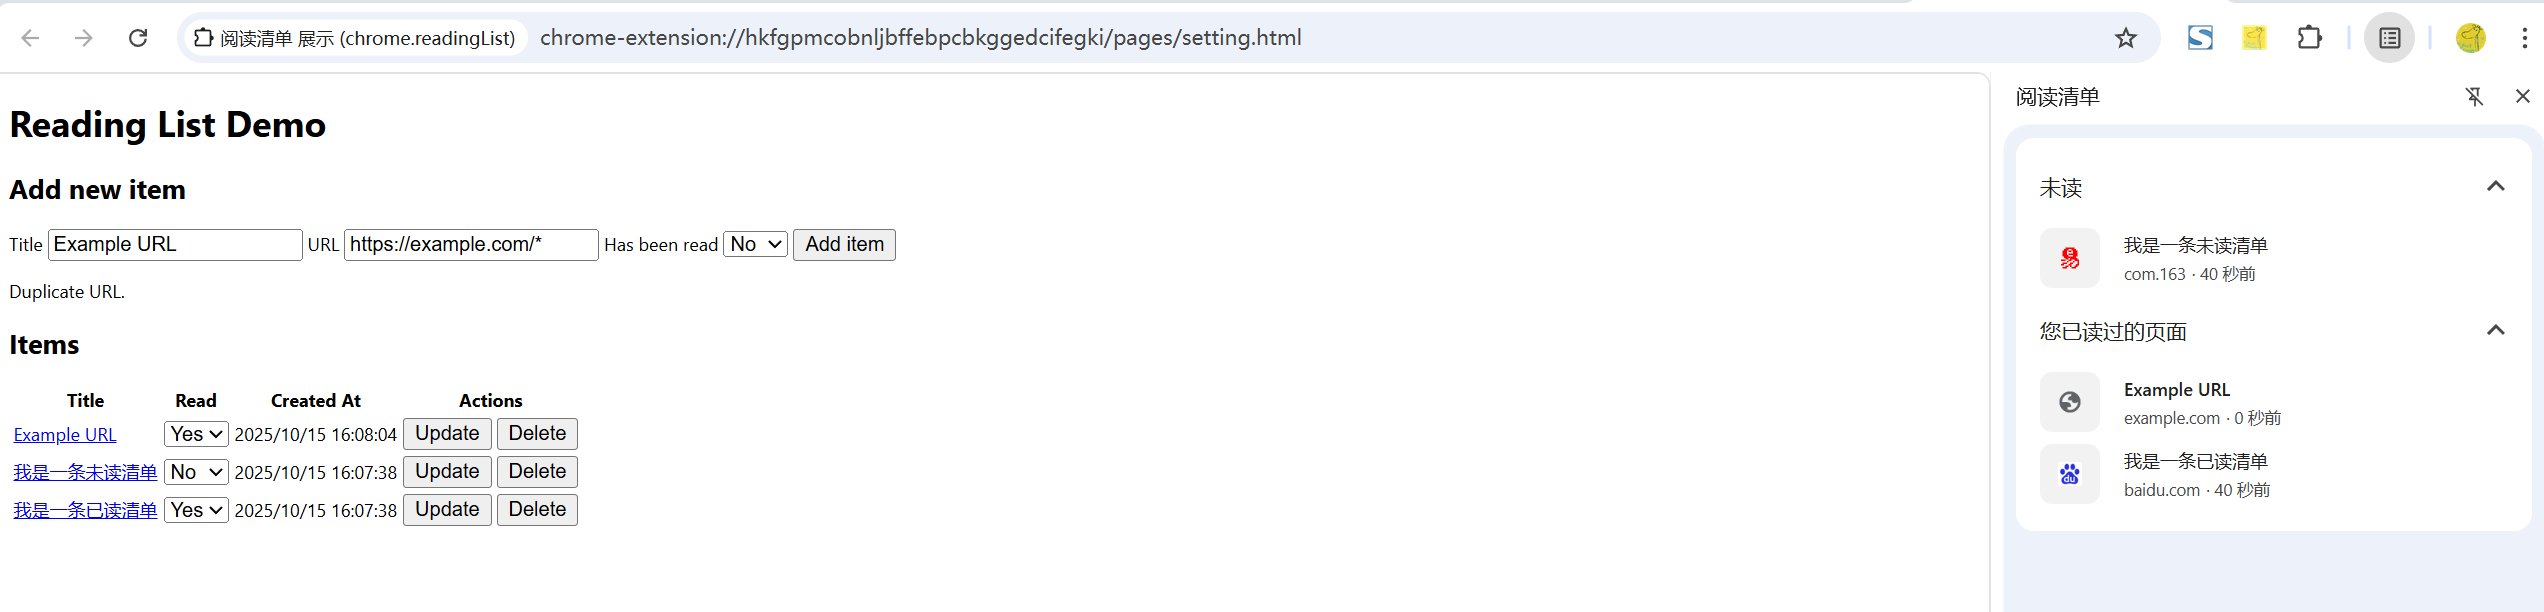 阅读清单 展示 (chrome.readingList) chrome-extension://hkfgpmcobnljbffebpcbkggedcifegki/pages/setting.html
Reading List Demo
Add new item
Title Example URL URL https://example.com/* Has been read No Add item
Duplicate URL.
Items
Title Read Created At Actions
Example URL Yes 2025/10/15 16:08:04 Update Delete
我是一条未读清单 No 2025/10/15 16:07:38 Update Delete
我是一条已读清单 Yes 2025/10/15 16:07:38 Update Delete
阅读清单
未读
我是一条未读清单
com.163 · 40 秒前
您已读过的页面
Example URL
example.com · 0 秒前
我是一条已读清单
baidu.com · 40 秒前